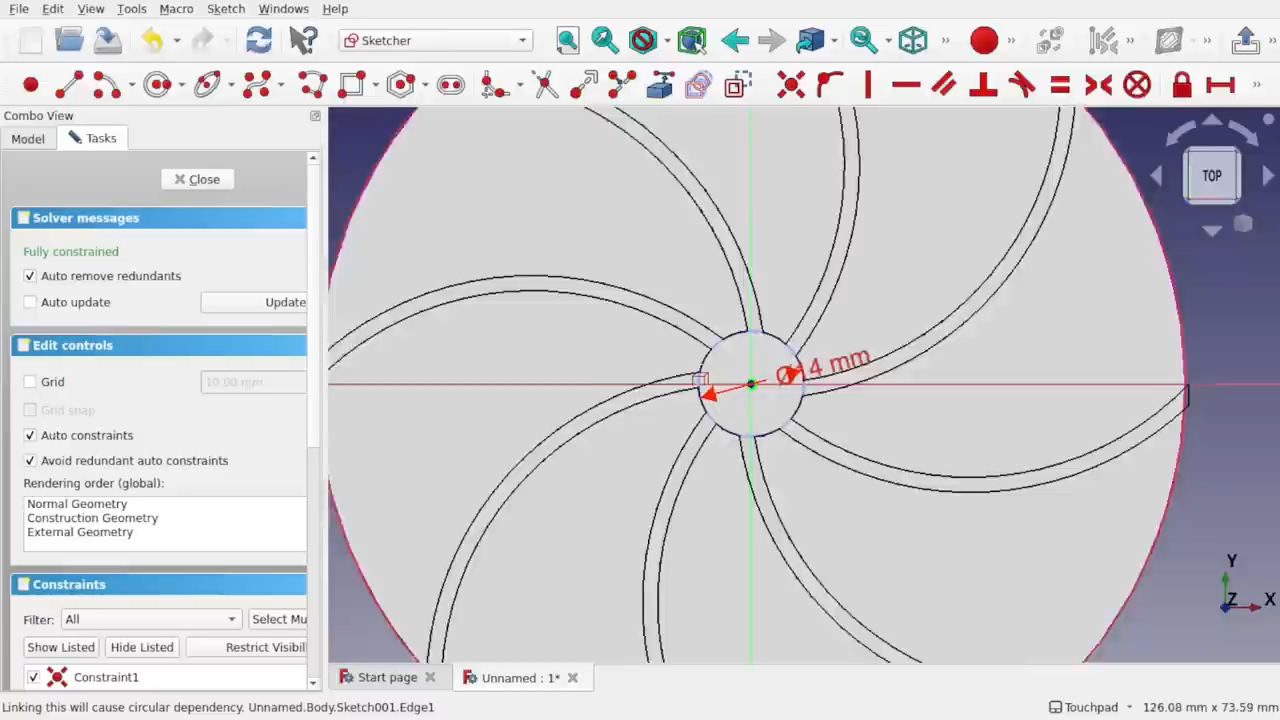 File Edit View Tools Macro Sketch Windows Help
Sketcher
Combo View
Model Tasks
Close
Solver messages
Fully constrained
Auto remove redundants
Auto update Update
Edit controls
Grid 10.00 mm
Grid snap
Auto constraints
Avoid redundant auto constraints
Rendering order (global):
Normal Geometry
Construction Geometry
External Geometry
Constraints
Filter: All Select Mu
Show Listed Hide Listed Restrict Visibil
Constraint1
TOP
Ø14 mm
Y
Z X
Start page Unnamed : 1*
Linking this will cause circular dependency. Unnamed.Body.Sketch001.Edge1 Touchpad 126.08 mm x 73.59 mm